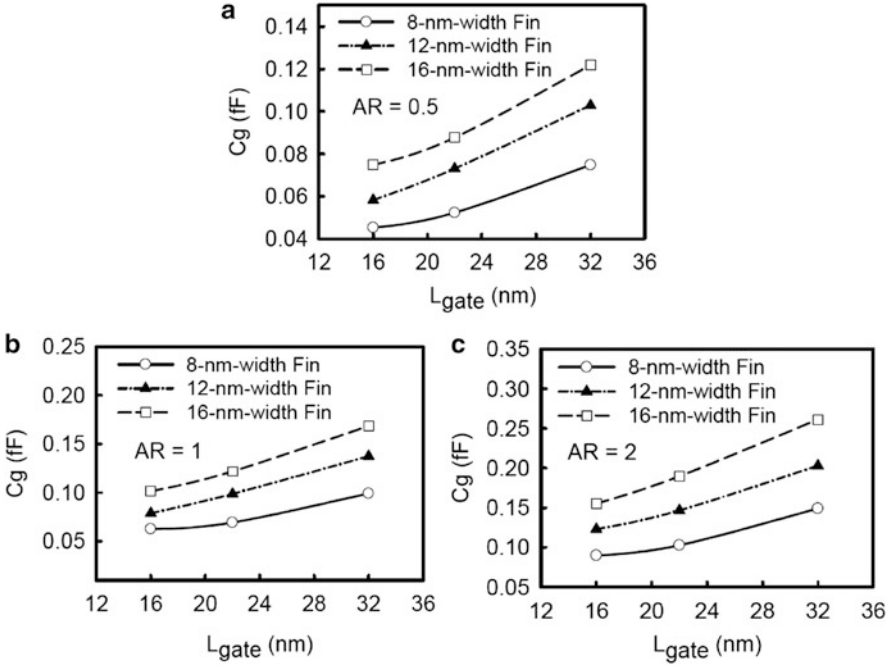 a
0.14
0.12
0.10
0.08
0.06
0.04
Cg (fF)
8-nm-width Fin
12-nm-width Fin
16-nm-width Fin
AR = 0.5
12 16 20 24 28 32 36
Lgate (nm)
b
0.25
0.20
0.15
0.10
0.05
Cg (fF)
8-nm-width Fin
12-nm-width Fin
16-nm-width Fin
AR = 1
12 16 20 24 28 32 36
Lgate (nm)
c
0.35
0.30
0.25
0.20
0.15
0.10
0.05
Cg (fF)
8-nm-width Fin
12-nm-width Fin
16-nm-width Fin
AR = 2
12 16 20 24 28 32 36
Lgate (nm)